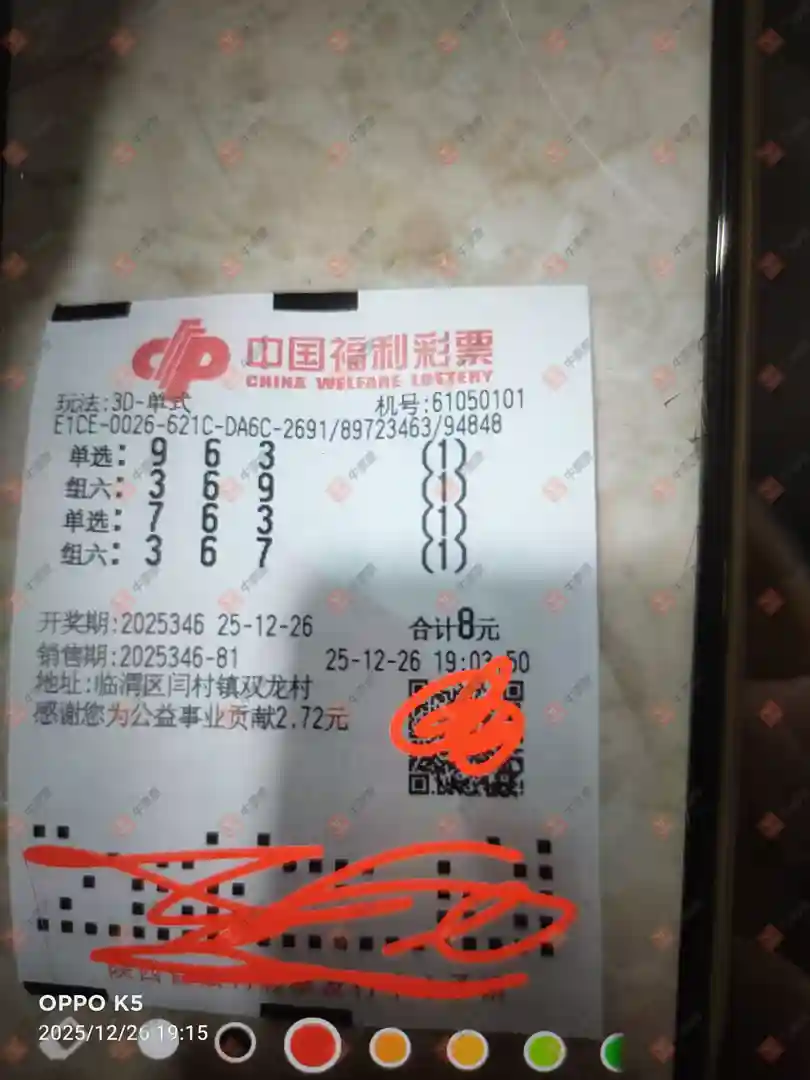 中国福利彩票
CHINA WELFARE LOTTERY
玩法:3D-单式 机号:61050101
E1CE-0026-621C-DA6C-2691/89723463/94848
单选: 9 6 3 (1)
组六: 3 6 9 (1)
单选: 7 6 3 (1)
组六: 3 6 7 (1)
开奖期:2025346 25-12-26 合计8元
销售期:2025346-81 25-12-26 19:03:50
地址:临渭区闫村镇双龙村
感谢您为公益事业贡献2.72元
OPPO K5
2025/12/26 19:15